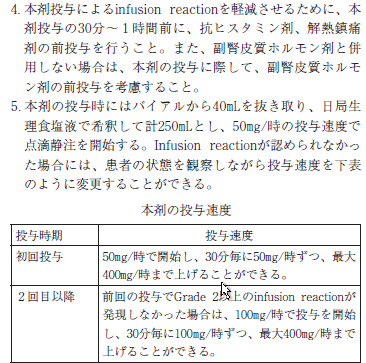 4. 本剤投与によるinfusion reactionを軽減させるために、本
剤投与の30分〜1時間前に、抗ヒスタミン剤、解熱鎮痛
剤の前投与を行うこと。また、副腎皮質ホルモン剤と併
用しない場合は、本剤の投与に際して、副腎皮質ホルモ
ン剤の前投与を考慮すること。
5. 本剤の投与時にはバイアルから40mLを抜き取り、日局生
理食塩液で希釈して計250mLとし、50mg/時の投与速度で
点滴静注を開始する。Infusion reactionが認められなかっ
た場合には、患者の状態を観察しながら投与速度を下表
のように変更することができる。
本剤の投与速度
投与時期 投与速度
初回投与 50mg/時で開始し、30分毎に50mg/時ずつ、最大
400mg/時まで上げることができる。
2回目以降 前回の投与でGrade 2以上のinfusion reactionが
発現しなかった場合は、100mg/時で投与を開始
し、30分毎に100mg/時ずつ、最大400mg/時まで
上げることができる。